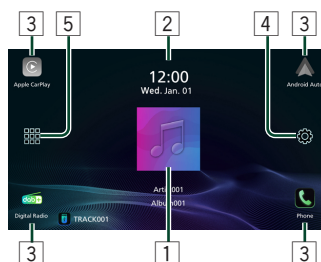 3 5 2 4 3
12:00
Wed. Jan. 01
Apple CarPlay
Android Auto
dab+
Artist001
Album001
Digital Radio
TRACK001
Phone
3 1 3